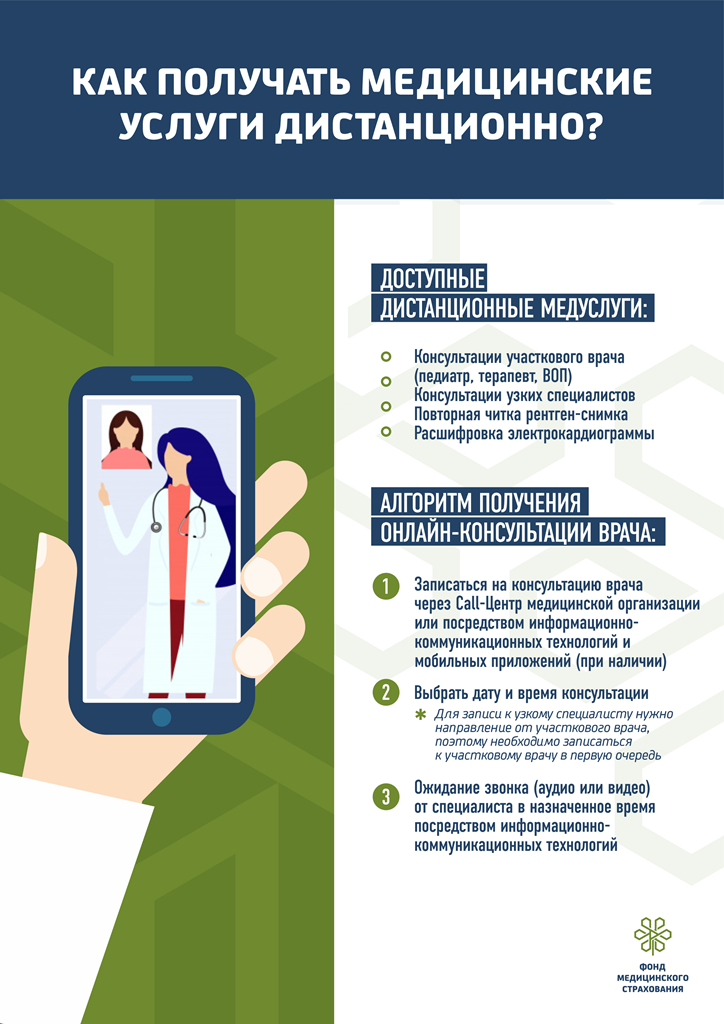 КАК ПОЛУЧАТЬ МЕДИЦИНСКИЕ
УСЛУГИ ДИСТАНЦИОННО?
ДОСТУПНЫЕ
ДИСТАНЦИОННЫЕ МЕДУСЛУГИ:
Консультации участкового врача
(педиатр, терапевт, ВОП)
Консультации узких специалистов
Повторная читка рентген-снимка
Расшифровка электрокардиограммы
АЛГОРИТМ ПОЛУЧЕНИЯ
ОНЛАЙН-КОНСУЛЬТАЦИИ ВРАЧА:
1 Записаться на консультацию врача
через Call-Центр медицинской организации
или посредством информационно-
коммуникационных технологий и
мобильных приложений (при наличии)
2 Выбрать дату и время консультации
* Для записи к узкому специалисту нужно
направление от участкового врача,
поэтому необходимо записаться
к участковому врачу в первую очередь
3 Ожидание звонка (аудио или видео)
от специалиста в назначенное время
посредством информационно-
коммуникационных технологий
ФОНД
МЕДИЦИНСКОГО
СТРАХОВАНИЯ